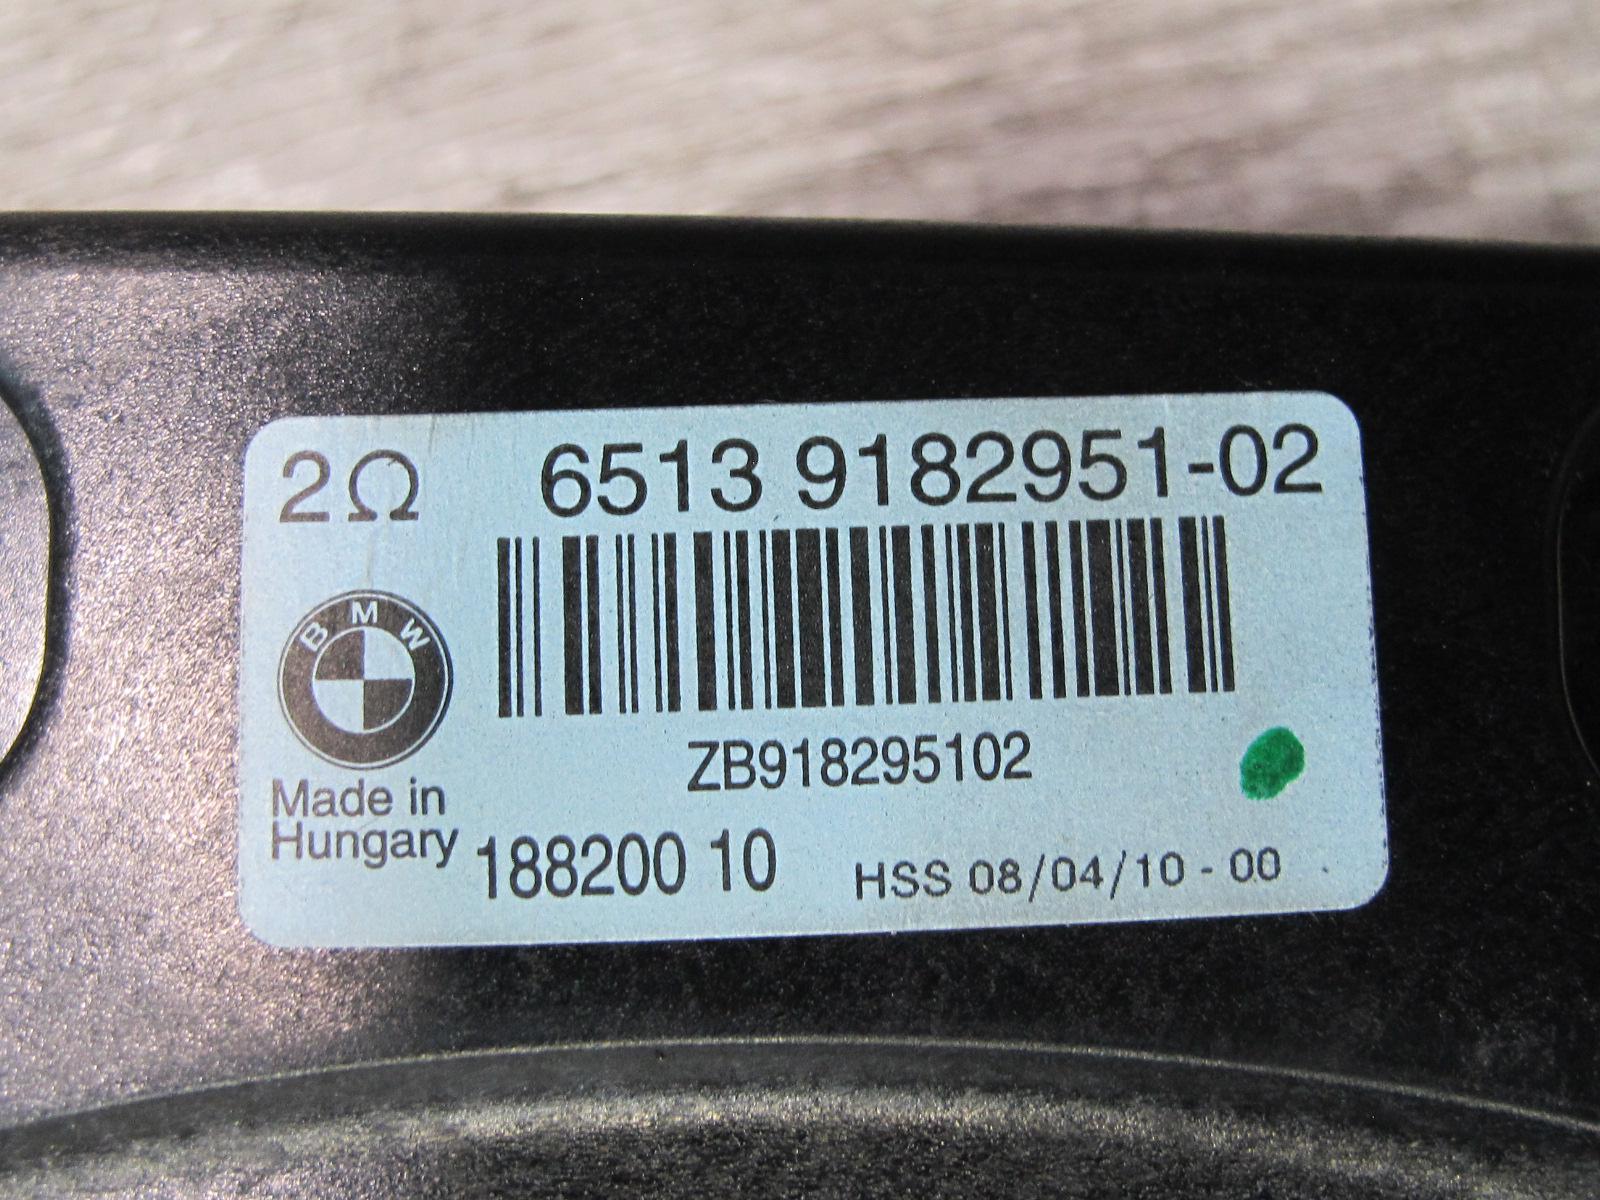 2Ω 6513 9182951-02
BMW
ZB918295102
Made in
Hungary
188200 10
HSS 08/04/10 - 00